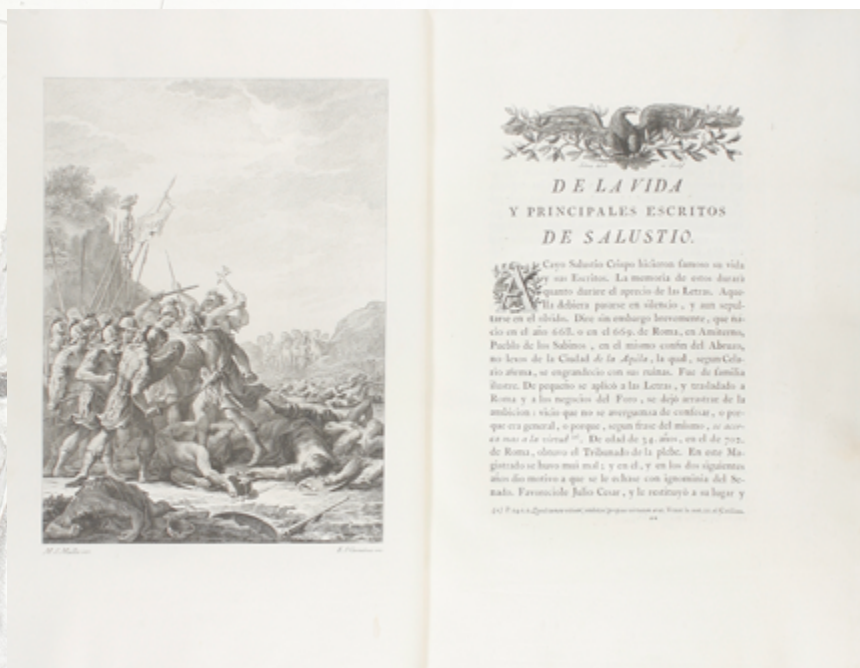 DE LA VIDA
Y PRINCIPALES ESCRITOS
DE SALUSTIO.
A Cayo Salustio Crispo hicieron famoso su vida
y sus Escritos. La memoria de estos durará
quanto duráre el aprecio de las Letras. Aque-
lla debiera pasarse en silencio, y aun sepul-
tarse en el olvido. Diré sin embargo brevemente, que na-
ció en el año 668. o en el 669. de Roma, en Amiterno,
Pueblo de los Sabinos, en el mismo confin del Abruzo,
no lexos de la Ciudad de la Aquila, la qual, segun Cela-
rio afirma, se engrandeció con sus ruinas. Fue de familia
ilustre. De pequeño se aplicó a las Letras, y trasladado a
Roma y a los negocios del Foro, se dejó arrastrar de la
ambicion: vicio que no se averguenza de confesar, o por-
que era general, o porque, segun frase del mismo, se acer-
ca mas a la virtud. De edad de 34. años, en el de 702.
de Roma, obtuvo el Tribunado de la plebe. En este Ma-
gistrado se huvo mui mal; y en el, y en los dos siguientes
años dio motivo a que se le echase con ignominia del Se-
nado. Favoreciole Julio Cesar, y le restituyó a su lugar y